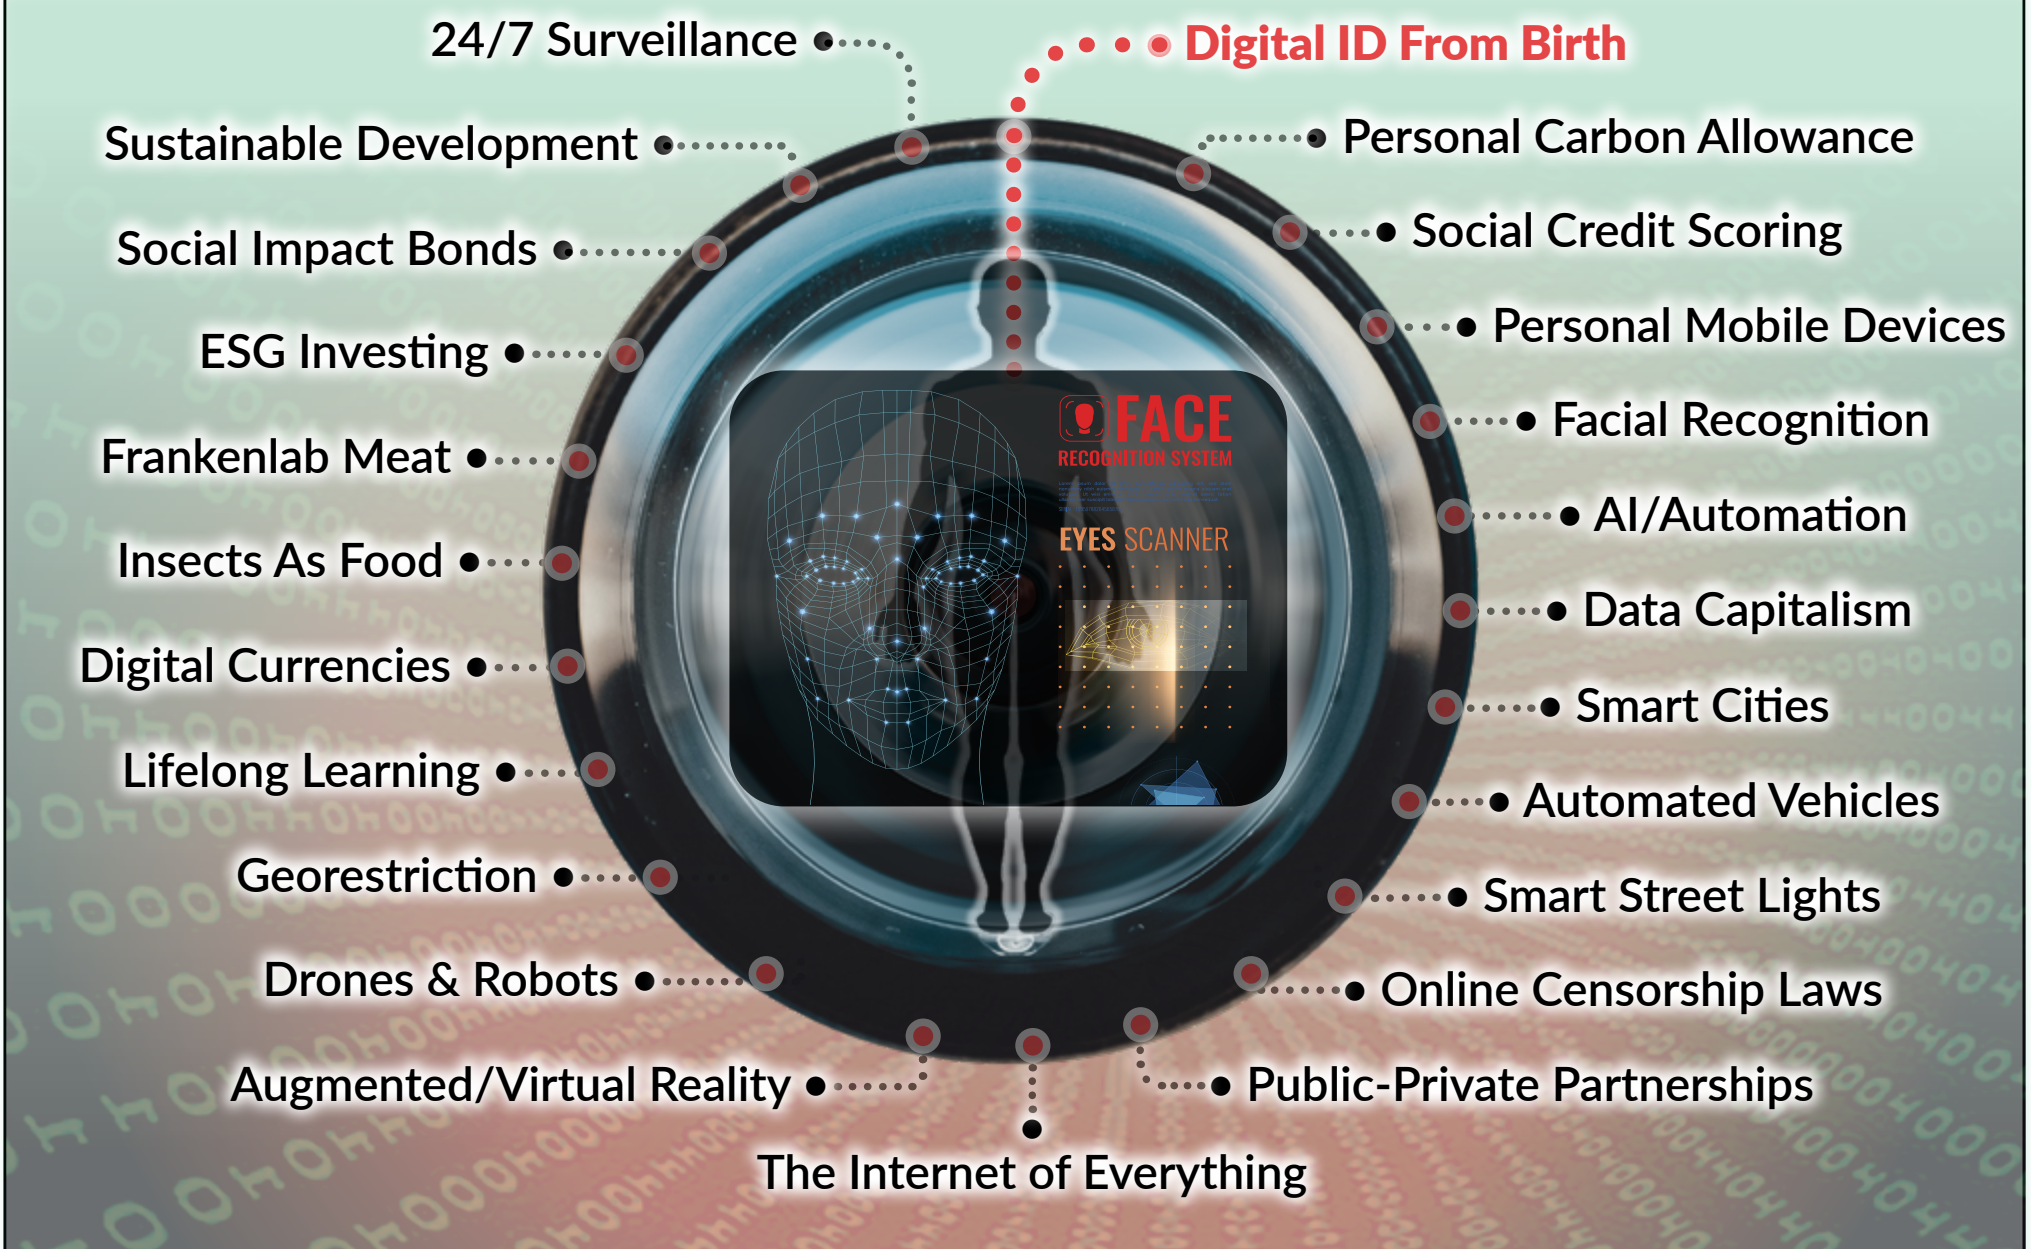 24/7 Surveillance
Digital ID From Birth
Sustainable Development
Personal Carbon Allowance
Social Impact Bonds
Social Credit Scoring
ESG Investing
Personal Mobile Devices
Frankenlab Meat
Facial Recognition
Insects As Food
AI/Automation
Digital Currencies
Data Capitalism
Lifelong Learning
Smart Cities
Georestriction
Automated Vehicles
Drones & Robots
Smart Street Lights
Augmented/Virtual Reality
Online Censorship Laws
The Internet of Everything
Public-Private Partnerships
FACE
RECOGNITION SYSTEM
EYES SCANNER